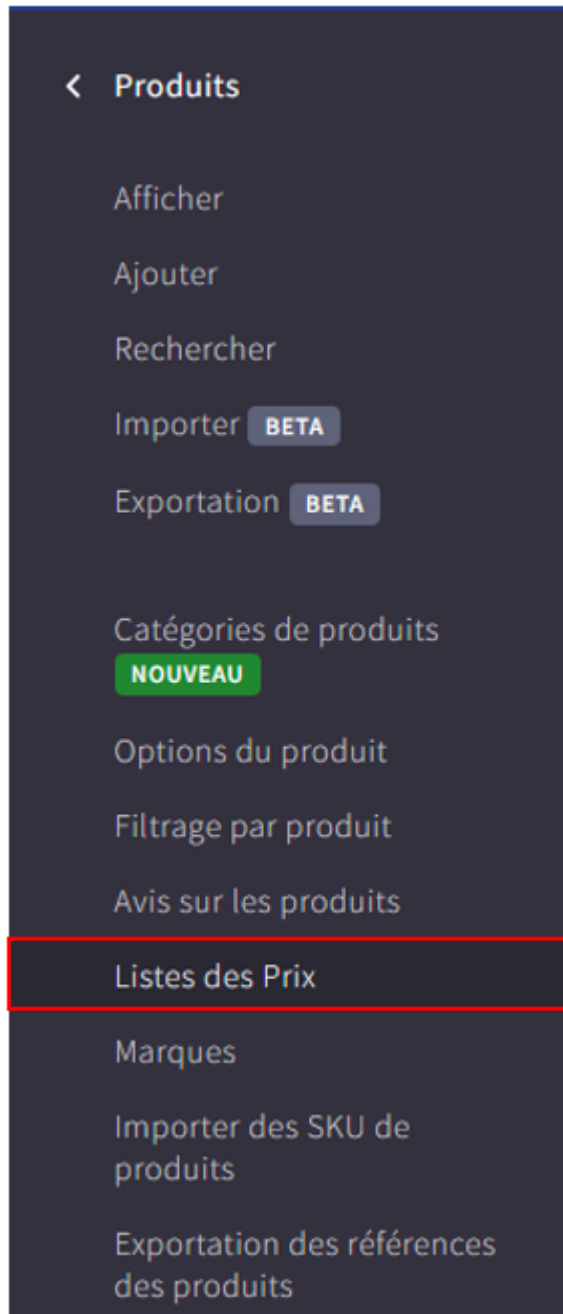 Produits
Afficher
Ajouter
Rechercher
Importer BETA
Exportation BETA
Catégories de produits
NOUVEAU
Options du produit
Filtrage par produit
Avis sur les produits
Listes des Prix
Marques
Importer des SKU de
produits
Exportation des références
des produits